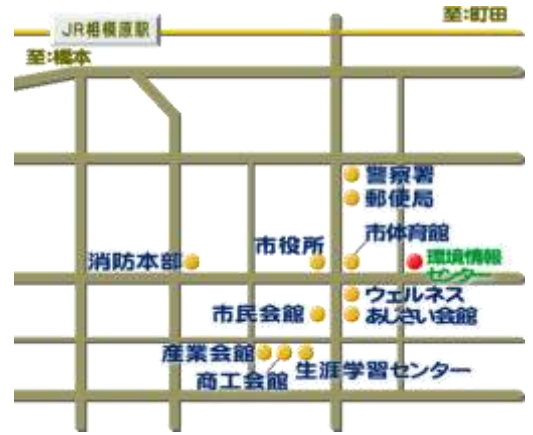 至:町田
JR相模原駅
至:橋本
警察署
郵便局
市体育館
市役所
消防本部
環境情報
センター
ウェルネス
市民会館
あじさい会館
産業会館
生涯学習センター
商工会館